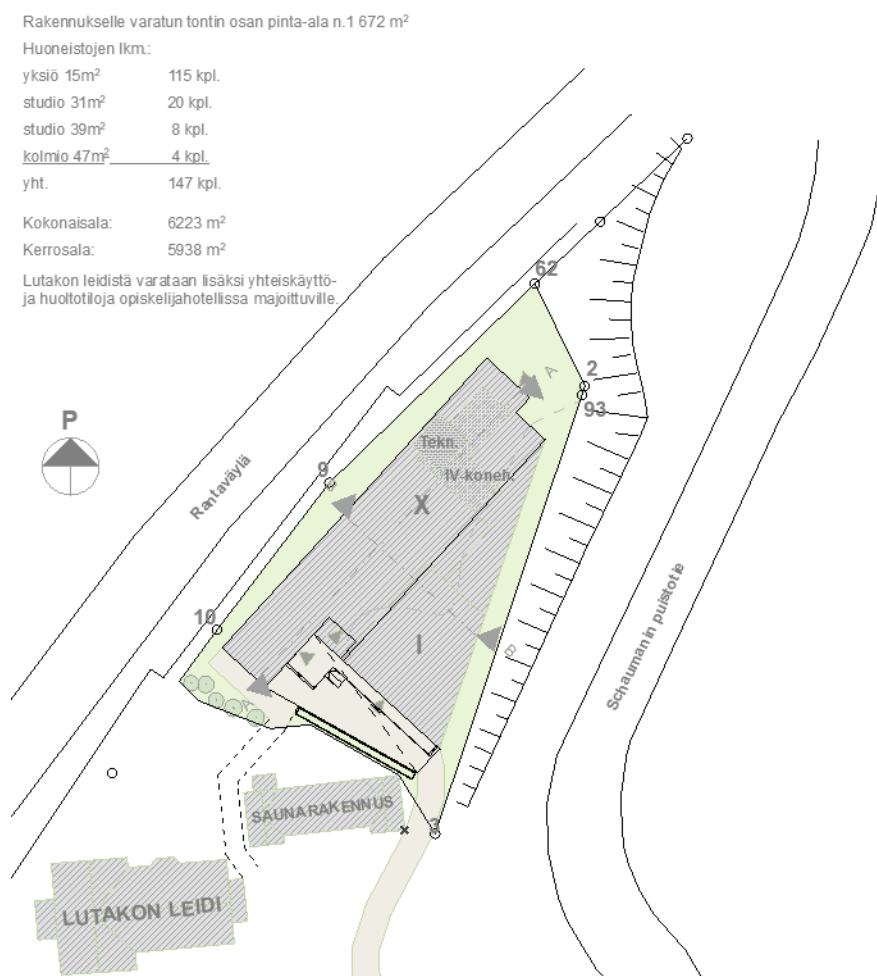 Rakennukselle varatun tontin osan pinta-ala n.1 672 m²
Huoneistojen lkm.:
yksiö 15m² 115 kpl.
studio 31m² 20 kpl.
studio 39m² 8 kpl.
kolmio 47m² 4 kpl.
yht. 147 kpl.
Kokonaisala: 6223 m²
Kerrosala: 5938 m²
Lutakon leidistä varataan lisäksi yhteiskäyttö-
ja huoltotiloja opiskelijahotellissa majoittuville.
62
A
2
93
P
Tekn.
IV-koneh.
9
Rantaväylä
X
Schaumanin puistotie
10
I
B
A
SAUNARAKENNUS
3
LUTAKON LEIDI